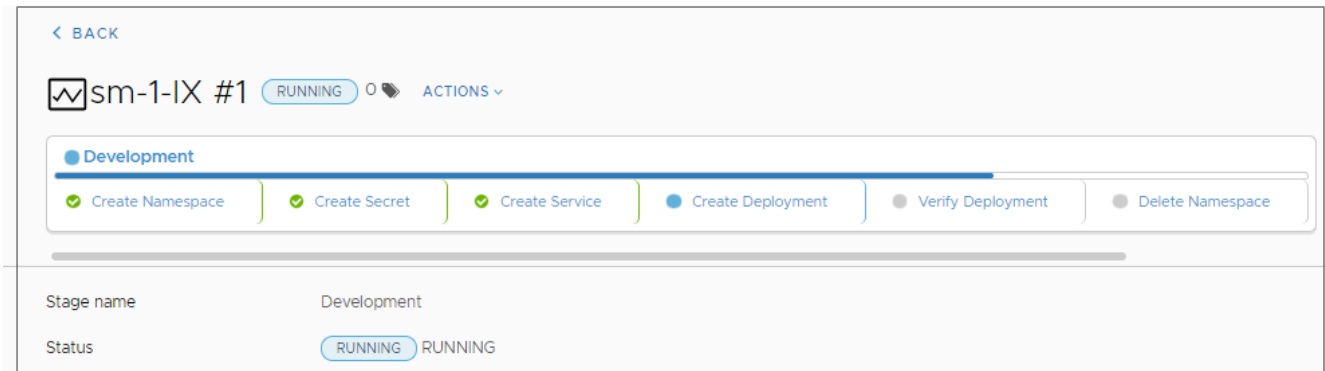 BACK
sm-1-IX #1 RUNNING 0 ACTIONS
Development
Create Namespace Create Secret Create Service Create Deployment Verify Deployment Delete Namespace
Stage name Development
Status RUNNING RUNNING